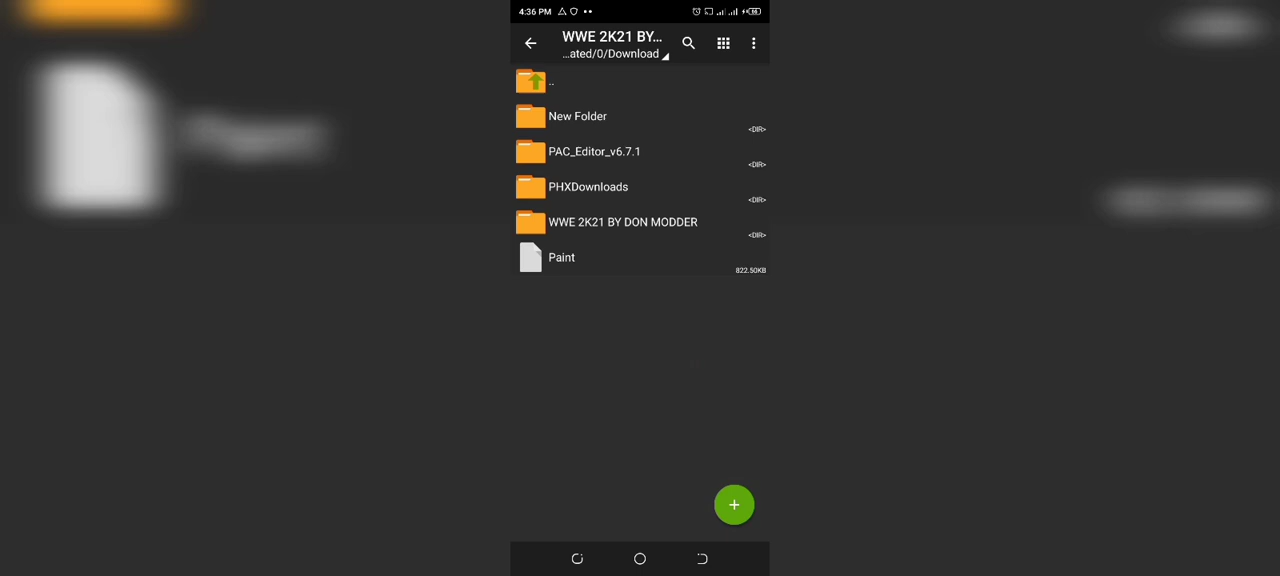 4:36 PM
66
WWE 2K21 BY...
...ated/0/Download
..
New Folder
<DIR>
PAC_Editor_v6.7.1
<DIR>
PHXDownloads
<DIR>
WWE 2K21 BY DON MODDER
<DIR>
Paint
822.50KB